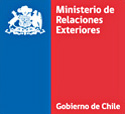 Ministerio de
Relaciones
Exteriores
Gobierno de Chile